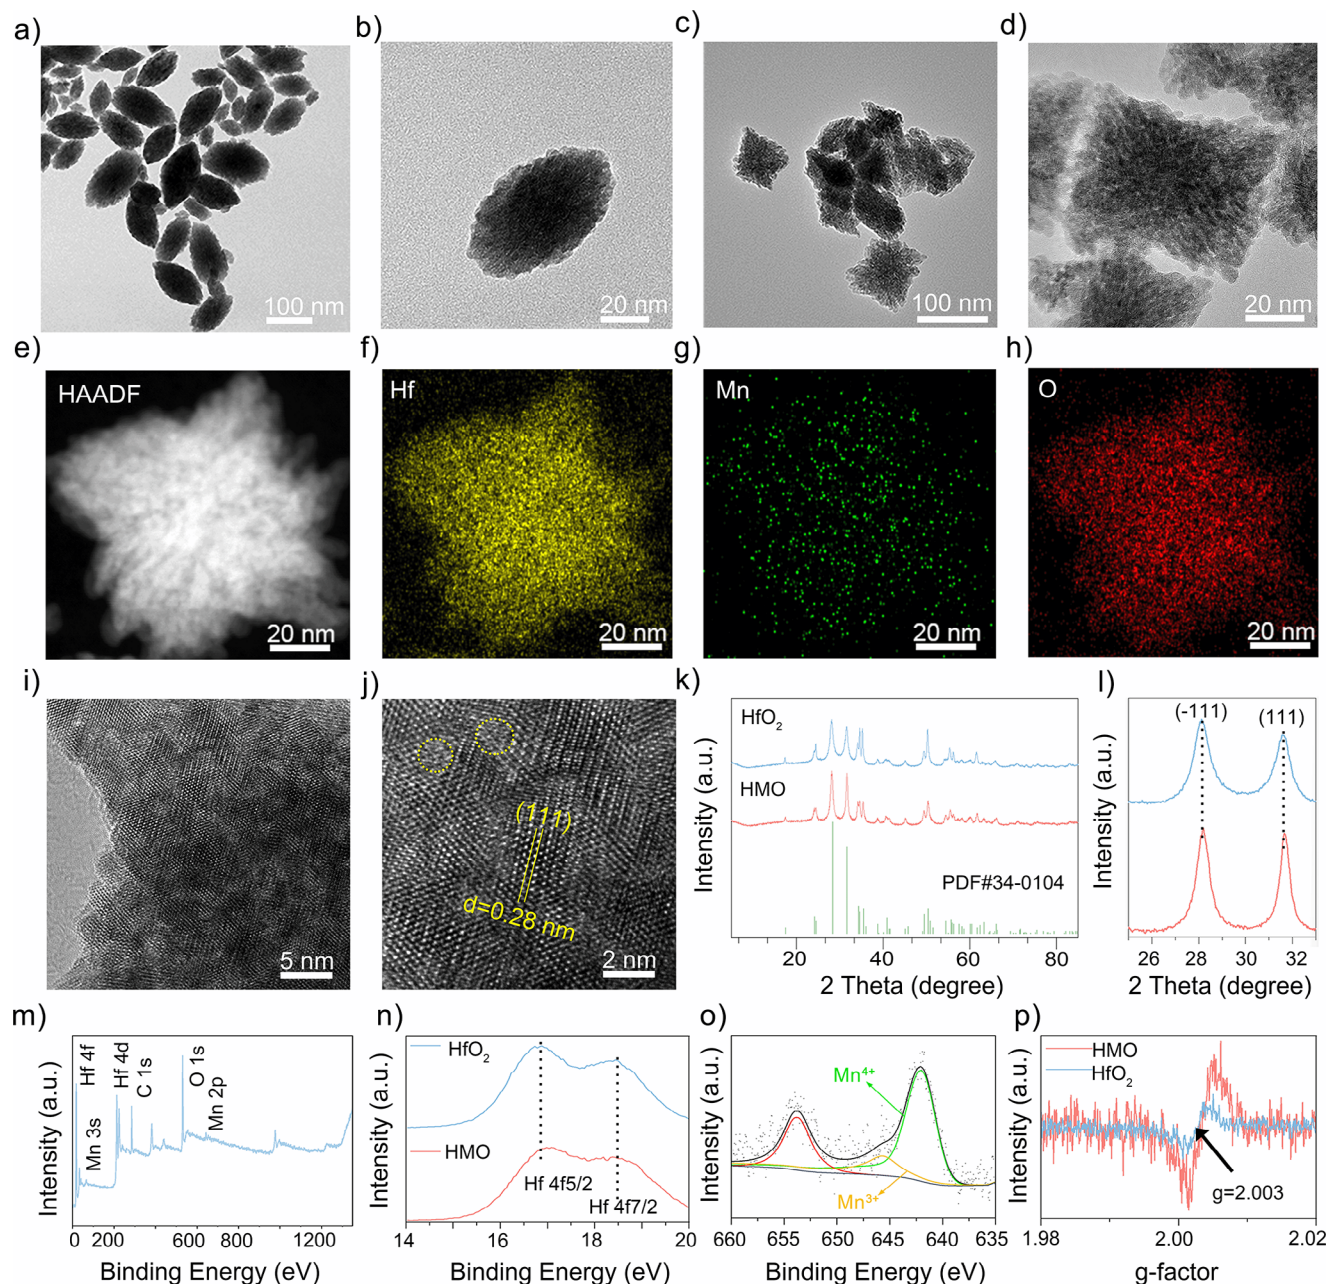 a)
b)
c)
d)
100 nm
20 nm
100 nm
20 nm
e)
f)
g)
h)
HAADF
Hf
Mn
O
20 nm
20 nm
20 nm
20 nm
i)
j)
k)
l)
5 nm
(111)
d=0.28 nm
2 nm
Intensity (a.u.)
HfO2
HMO
PDF#34-0104
20 40 60 80
2 Theta (degree)
Intensity (a.u.)
(-111)
(111)
26 28 30 32
2 Theta (degree)
m)
n)
o)
p)
Intensity (a.u.)
Hf 4f
Mn 3s
Hf 4d
C 1s
O 1s
Mn 2p
0 200 600 1200
Binding Energy (eV)
Intensity (a.u.)
HfO2
HMO
Hf 4f5/2
Hf 4f7/2
14 15 16 17 18 19 20
Binding Energy (eV)
Intensity (a.u.)
Mn4+
Mn3+
660 655 650 645 640 635
Binding Energy (eV)
Intensity (a.u.)
HMO
HfO2
g=2.003
1.98 2.00 2.02
g-factor